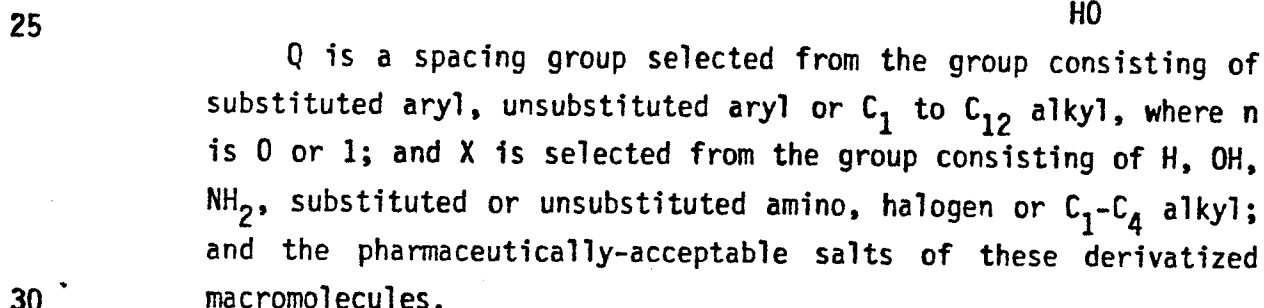 HO
25
Q is a spacing group selected from the group consisting of
substituted aryl, unsubstituted aryl or C₁ to C₁₂ alkyl, where n
is 0 or 1; and X is selected from the group consisting of H, OH,
NH₂, substituted or unsubstituted amino, halogen or C₁-C₄ alkyl;
and the pharmaceutically-acceptable salts of these derivatized
30 macromolecules.